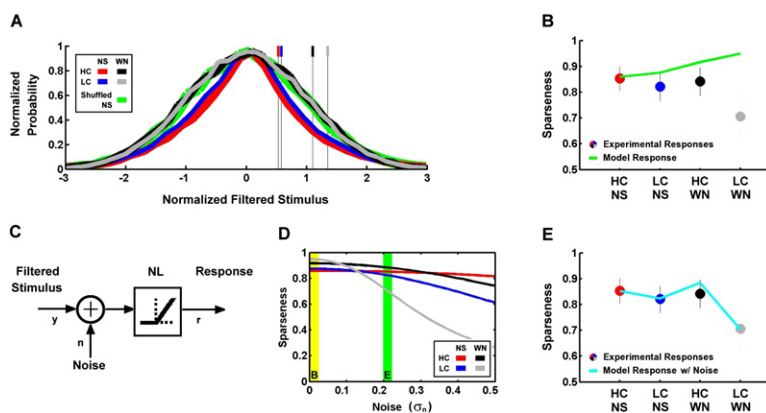 A
NS WN
HC
LC
Shuffled
NS
Normalized
Probability
1
0.8
0.6
0.4
0.2
0
-3 -2 -1 0 1 2 3
Normalized Filtered Stimulus
B
Sparseness
1
0.9
0.8
0.7
0.6
0.5
Experimental Responses
Model Response
HC LC HC LC
NS NS WN WN
C
Filtered
Stimulus
NL
Response
y
r
n
Noise
D
Sparseness
1
0.8
0.6
0.4
0.2
0
B
E
NS WN
HC
LC
0 0.1 0.2 0.3 0.4 0.5
Noise (σn)
E
Sparseness
1
0.9
0.8
0.7
0.6
0.5
Experimental Responses
Model Response w/ Noise
HC LC HC LC
NS NS WN WN